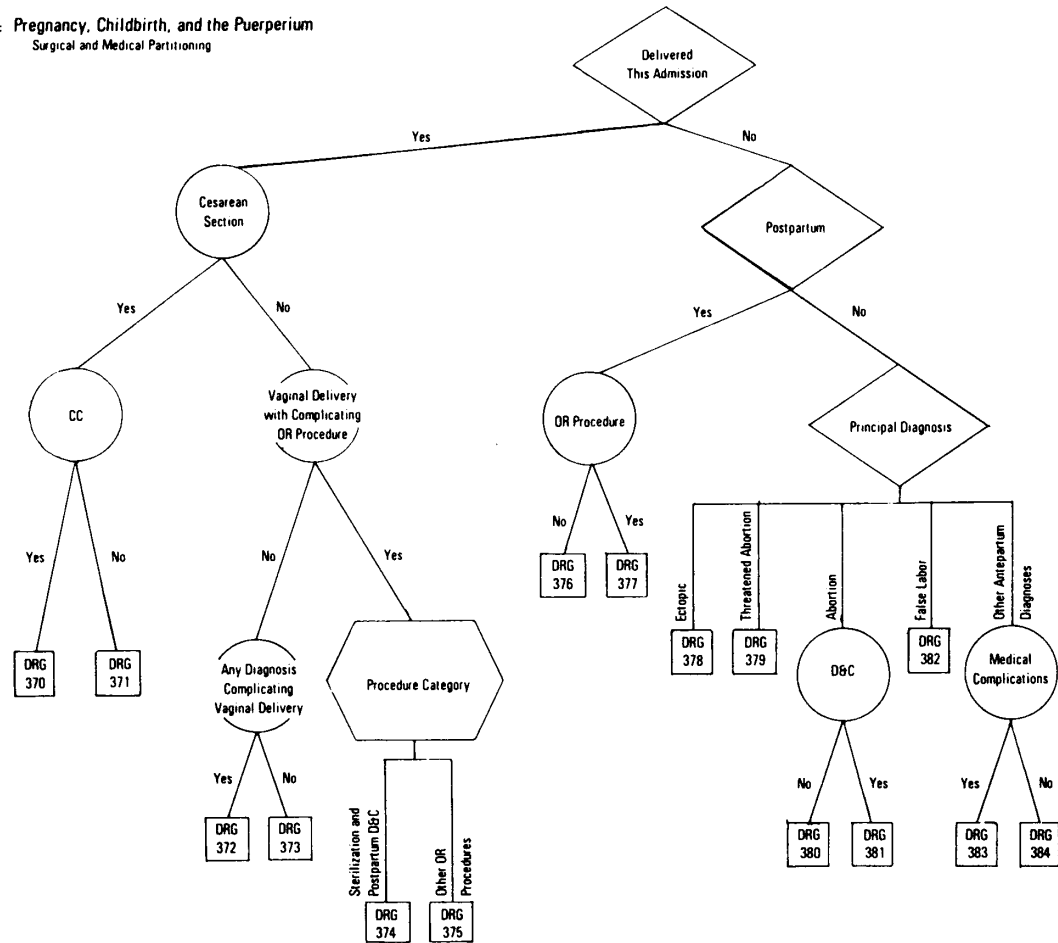 : Pregnancy, Childbirth, and the Puerperium
Surgical and Medical Partitioning
Delivered
This Admission
Yes
No
Cesarean
Section
Postpartum
Yes
No
Yes
No
CC
Vaginal Delivery
with Complicating
OR Procedure
OR Procedure
Principal Diagnosis
Yes
No
No
Yes
No
Yes
Ectopic
Threatened Abortion
Abortion
False Labor
Other Antepartum
Diagnoses
DRG
376
DRG
377
DRG
378
DRG
379
DRG
382
DRG
370
DRG
371
Any Diagnosis
Complicating
Vaginal Delivery
Procedure Category
D&C
Medical
Complications
Yes
No
No
Yes
Yes
No
DRG
372
DRG
373
Sterilization and
Postpartum D&C
Other OR
Procedures
DRG
380
DRG
381
DRG
383
DRG
384
DRG
374
DRG
375